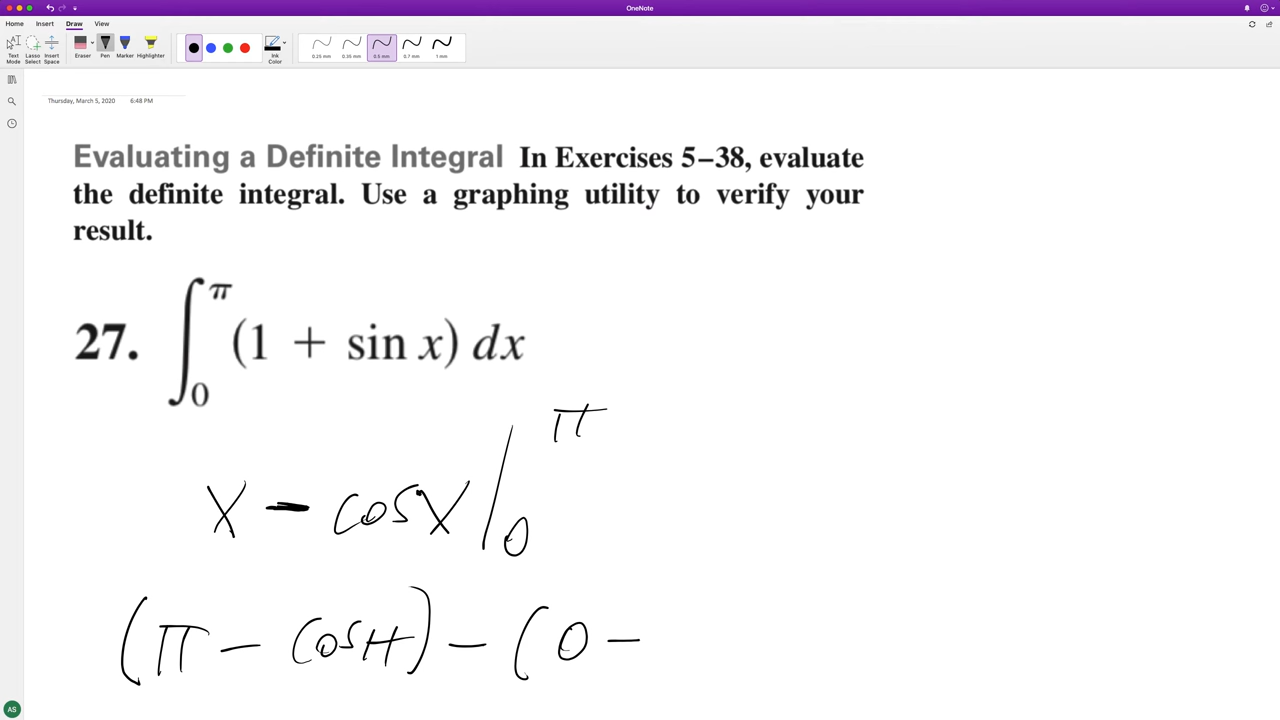 OneNote
Home Insert Draw View
Text Mode Lasso Select Insert Space Eraser Pen Marker Highlighter Ink Color 0.25 mm 0.35 mm 0.5 mm 0.7 mm 1 mm
Thursday, March 5, 2020 6:48 PM
Evaluating a Definite Integral In Exercises 5–38, evaluate
the definite integral. Use a graphing utility to verify your
result.
27. ∫₀^π (1 + sin x) dx
x - cosx |₀^π
(π - cosπ) - (0 -
AS